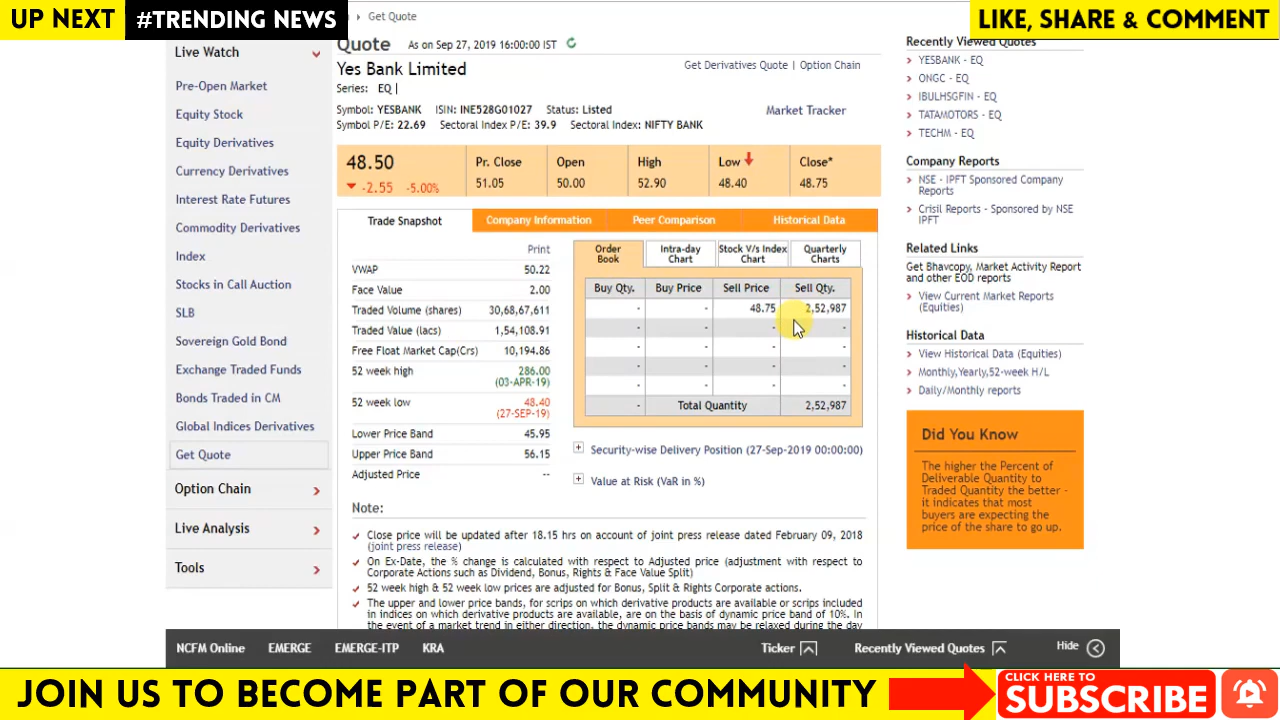 UP NEXT
#TRENDING NEWS
LIKE, SHARE & COMMENT
Get Quote
Live Watch
Pre-Open Market
Equity Stock
Equity Derivatives
Currency Derivatives
Interest Rate Futures
Commodity Derivatives
Index
Stocks in Call Auction
SLB
Sovereign Gold Bond
Exchange Traded Funds
Bonds Traded in CM
Global Indices Derivatives
Get Quote
Option Chain
Live Analysis
Tools
Quote As on Sep 27, 2019 16:00:00 IST
Yes Bank Limited
Get Derivatives Quote | Option Chain
Series: EQ |
Symbol: YESBANK ISIN: INE528G01027 Status: Listed
Market Tracker
Symbol P/E: 22.69 Sectoral Index P/E: 39.9 Sectoral Index: NIFTY BANK
48.50 Pr. Close Open High Low Close*
-2.55 -5.00% 51.05 50.00 52.90 48.40 48.75
Trade Snapshot Company Information Peer Comparison Historical Data
Print
VWAP 50.22
Face Value 2.00
Traded Volume (shares) 30,68,67,611
Traded Value (lacs) 1,54,108.91
Free Float Market Cap(Crs) 10,194.86
52 week high 286.00
(03-APR-19)
52 week low 48.40
(27-SEP-19)
Lower Price Band 45.95
Upper Price Band 56.15
Adjusted Price --
Order Book
Intra-day Chart
Stock V/s Index Chart
Quarterly Charts
Buy Qty. Buy Price Sell Price Sell Qty.
- - 48.75 2,52,987
- - - -
- - - -
- - - -
- - - -
- Total Quantity 2,52,987
+ Security-wise Delivery Position (27-Sep-2019 00:00:00)
+ Value at Risk (VaR in %)
Note:
Close price will be updated after 18.15 hrs on account of joint press release dated February 09, 2018
(joint press release)
On Ex-Date, the % change is calculated with respect to Adjusted price (adjustment with respect to
Corporate Actions such as Dividend, Bonus, Rights & Face Value Split)
52 week high & 52 week low prices are adjusted for Bonus, Split & Rights Corporate actions.
The upper and lower price bands, for scrips on which derivative products are available or scrips included
in indices on which derivative products are available, are on the basis of dynamic price band of 10%. In
the event of a market trend in either direction, the dynamic price bands may be relaxed during the day
Recently Viewed Quotes
YESBANK - EQ
ONGC - EQ
IBULHSGFIN - EQ
TATAMOTORS - EQ
TECHM - EQ
Company Reports
NSE - IPFT Sponsored Company
Reports
Crisil Reports - Sponsored by NSE
IPFT
Related Links
Get Bhavcopy, Market Activity Report
and other EOD reports
View Current Market Reports
(Equities)
Historical Data
View Historical Data (Equities)
Monthly,Yearly,52-week H/L
Daily/Monthly reports
Did You Know
The higher the Percent of
Deliverable Quantity to
Traded Quantity the better -
it indicates that most
buyers are expecting the
price of the share to go up.
NCFM Online EMERGE EMERGE-ITP KRA Ticker Recently Viewed Quotes Hide
JOIN US TO BECOME PART OF OUR COMMUNITY
CLICK HERE TO
SUBSCRIBE